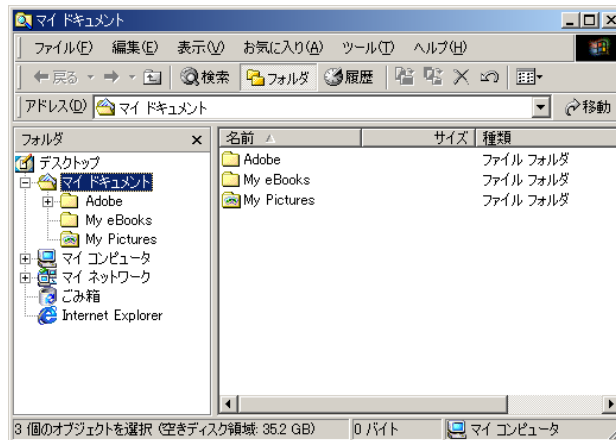 マイ ドキュメント
ファイル(F) 編集(E) 表示(V) お気に入り(A) ツール(T) ヘルプ(H)
戻る 検索 フォルダ 履歴
アドレス(D) マイ ドキュメント 移動
フォルダ
デスクトップ
マイ ドキュメント
Adobe
My eBooks
My Pictures
マイ コンピュータ
マイ ネットワーク
ごみ箱
Internet Explorer
名前 サイズ 種類
Adobe ファイル フォルダ
My eBooks ファイル フォルダ
My Pictures ファイル フォルダ
3 個のオブジェクトを選択 (空きディスク領域: 35.2 GB) 0 バイト マイ コンピュータ